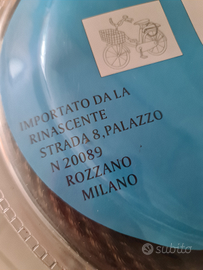 IMPORTATO DA LA
RINASCENTE
STRADA 8, PALAZZO
N 20089
ROZZANO
MILANO
subito